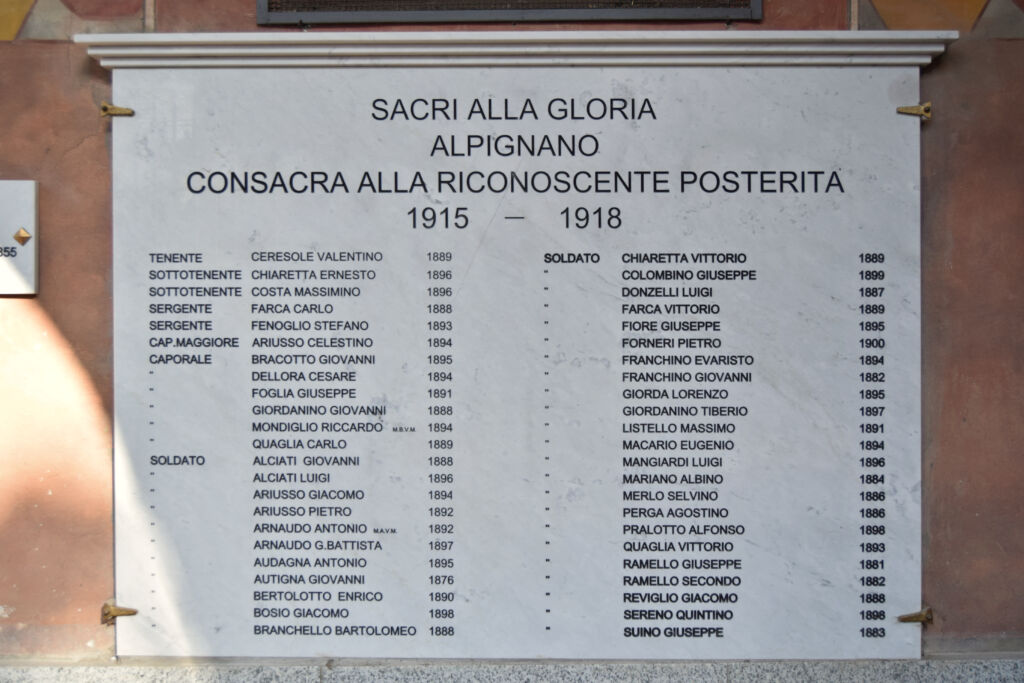 SACRI ALLA GLORIA
ALPIGNANO
CONSACRA ALLA RICONOSCENTE POSTERITA
1915 — 1918
TENENTE CERESOLE VALENTINO 1889
SOTTOTENENTE CHIARETTA ERNESTO 1896
SOTTOTENENTE COSTA MASSIMINO 1896
SERGENTE FARCA CARLO 1888
SERGENTE FENOGLIO STEFANO 1893
CAP.MAGGIORE ARIUSSO CELESTINO 1894
CAPORALE BRACOTTO GIOVANNI 1895
" DELLORA CESARE 1894
" FOGLIA GIUSEPPE 1891
" GIORDANINO GIOVANNI 1888
" MONDIGLIO RICCARDO M.B.V.M. 1894
" QUAGLIA CARLO 1889
SOLDATO ALCIATI GIOVANNI 1888
" ALCIATI LUIGI 1896
" ARIUSSO GIACOMO 1894
" ARIUSSO PIETRO 1892
" ARNAUDO ANTONIO M.A.V.M. 1892
" ARNAUDO G.BATTISTA 1897
" AUDAGNA ANTONIO 1895
" AUTIGNA GIOVANNI 1876
" BERTOLOTTO ENRICO 1890
" BOSIO GIACOMO 1898
" BRANCHELLO BARTOLOMEO 1888
SOLDATO CHIARETTA VITTORIO 1889
" COLOMBINO GIUSEPPE 1899
" DONZELLI LUIGI 1887
" FARCA VITTORIO 1889
" FIORE GIUSEPPE 1895
" FORNERI PIETRO 1900
" FRANCHINO EVARISTO 1894
" FRANCHINO GIOVANNI 1882
" GIORDA LORENZO 1895
" GIORDANINO TIBERIO 1897
" LISTELLO MASSIMO 1891
" MACARIO EUGENIO 1894
" MANGIARDI LUIGI 1896
" MARIANO ALBINO 1884
" MERLO SELVINO 1886
" PERGA AGOSTINO 1886
" PRALOTTO ALFONSO 1898
" QUAGLIA VITTORIO 1893
" RAMELLO GIUSEPPE 1881
" RAMELLO SECONDO 1882
" REVIGLIO GIACOMO 1888
" SERENO QUINTINO 1898
" SUINO GIUSEPPE 1883